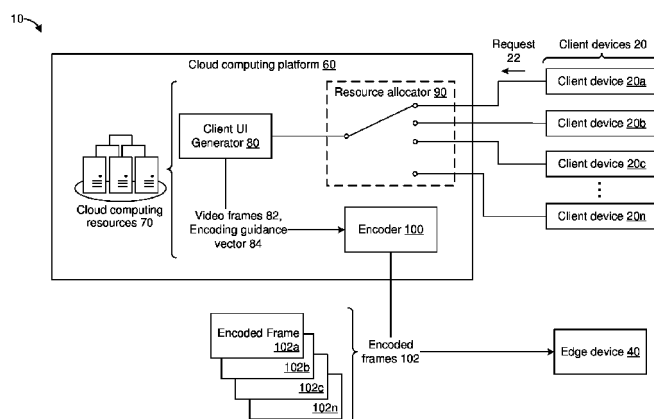 10
Cloud computing platform 60
Request
22
Client devices 20
Resource allocator 90
Client device 20a
Client UI
Generator 80
Client device 20b
Client device 20c
Cloud computing
resources 70
Video frames 82,
Encoding guidance
vector 84
Encoder 100
Client device 20n
Encoded Frame
102a
102b
102c
102n
Encoded
frames 102
Edge device 40